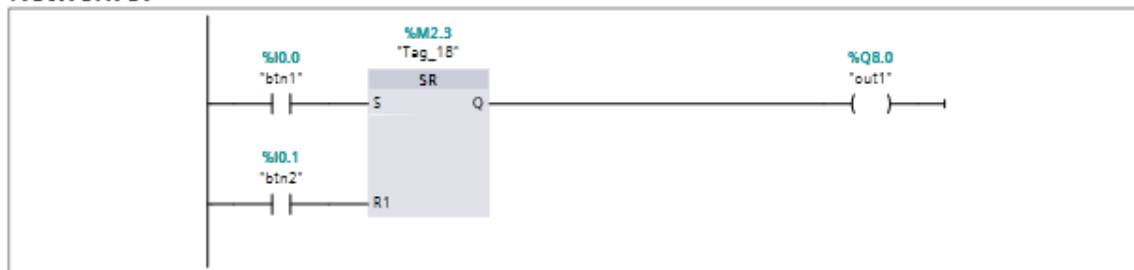 %M2.3
"Tag_18"
%I0.0
"btn1"
%Q8.0
"out1"
SR
S
Q
%I0.1
"btn2"
R1